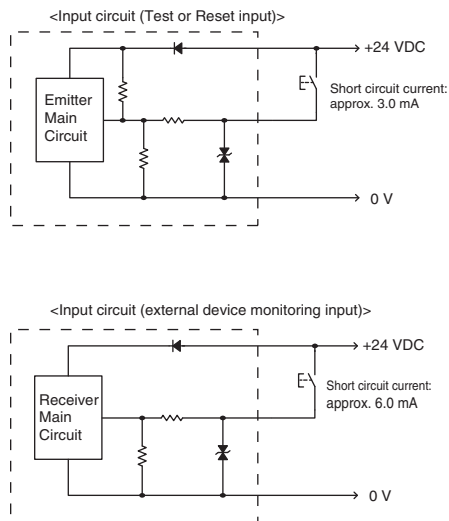 <Input circuit (Test or Reset input)>
+24 VDC
Emitter
Main
Circuit
Short circuit current:
approx. 3.0 mA
0 V
<Input circuit (external device monitoring input)>
+24 VDC
Receiver
Main
Circuit
Short circuit current:
approx. 6.0 mA
0 V